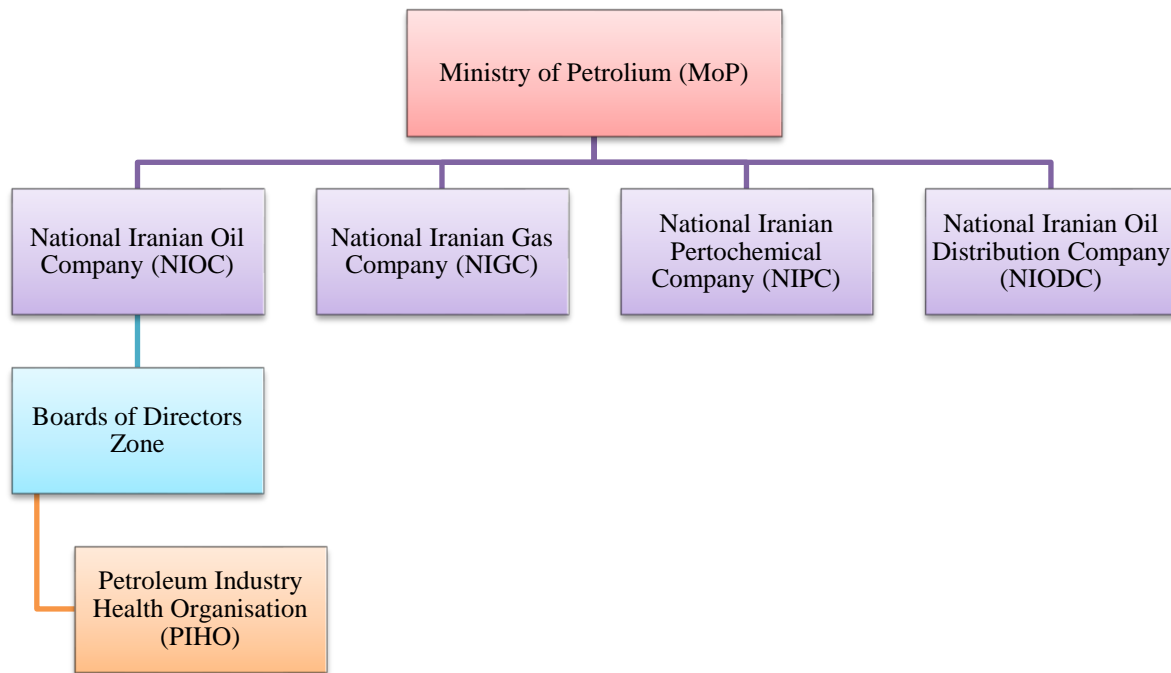 Ministry of Petrolium (MoP)
National Iranian Oil
Company (NIOC)
National Iranian Gas
Company (NIGC)
National Iranian
Pertochemical
Company (NIPC)
National Iranian Oil
Distribution Company
(NIODC)
Boards of Directors
Zone
Petroleum Industry
Health Organisation
(PIHO)